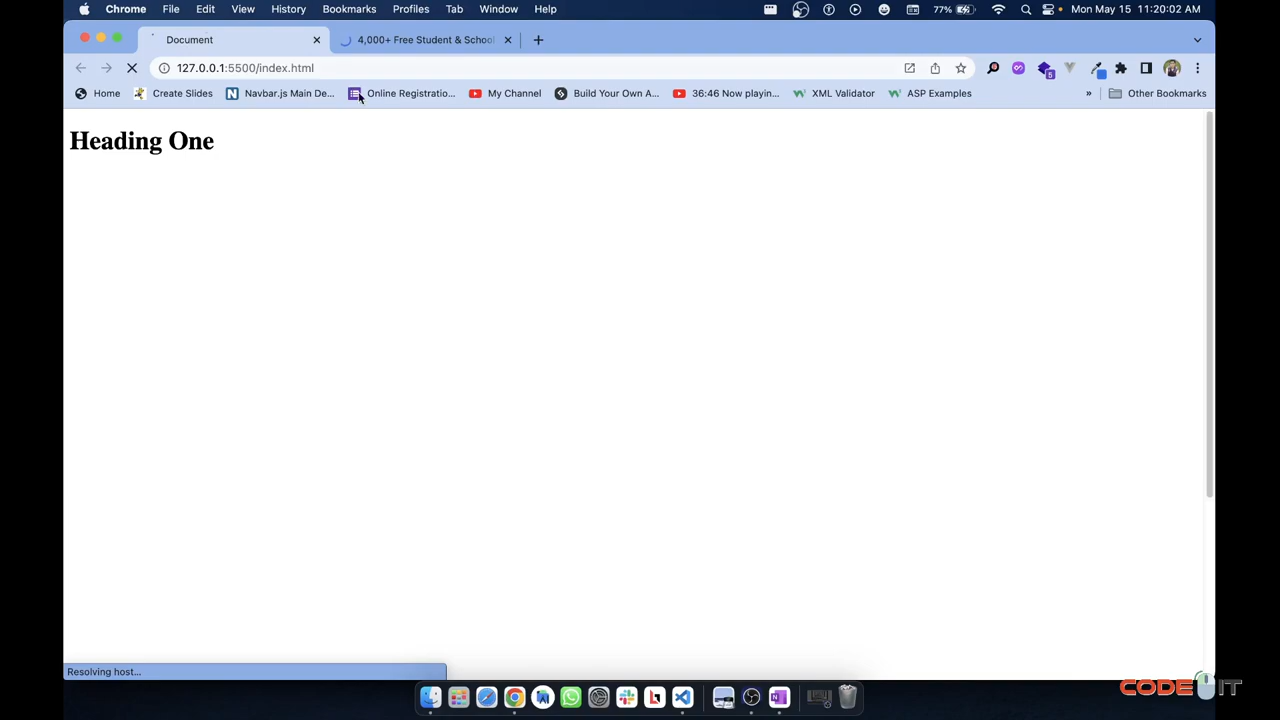 Chrome File Edit View History Bookmarks Profiles Tab Window Help 77% Mon May 15 11:20:02 AM
Document 4,000+ Free Student & School
127.0.0.1:5500/index.html 5
Home Create Slides Navbar.js Main De... Online Registratio... My Channel Build Your Own A... 36:46 Now playin... XML Validator ASP Examples » Other Bookmarks
Heading One
Resolving host...
CODE IT